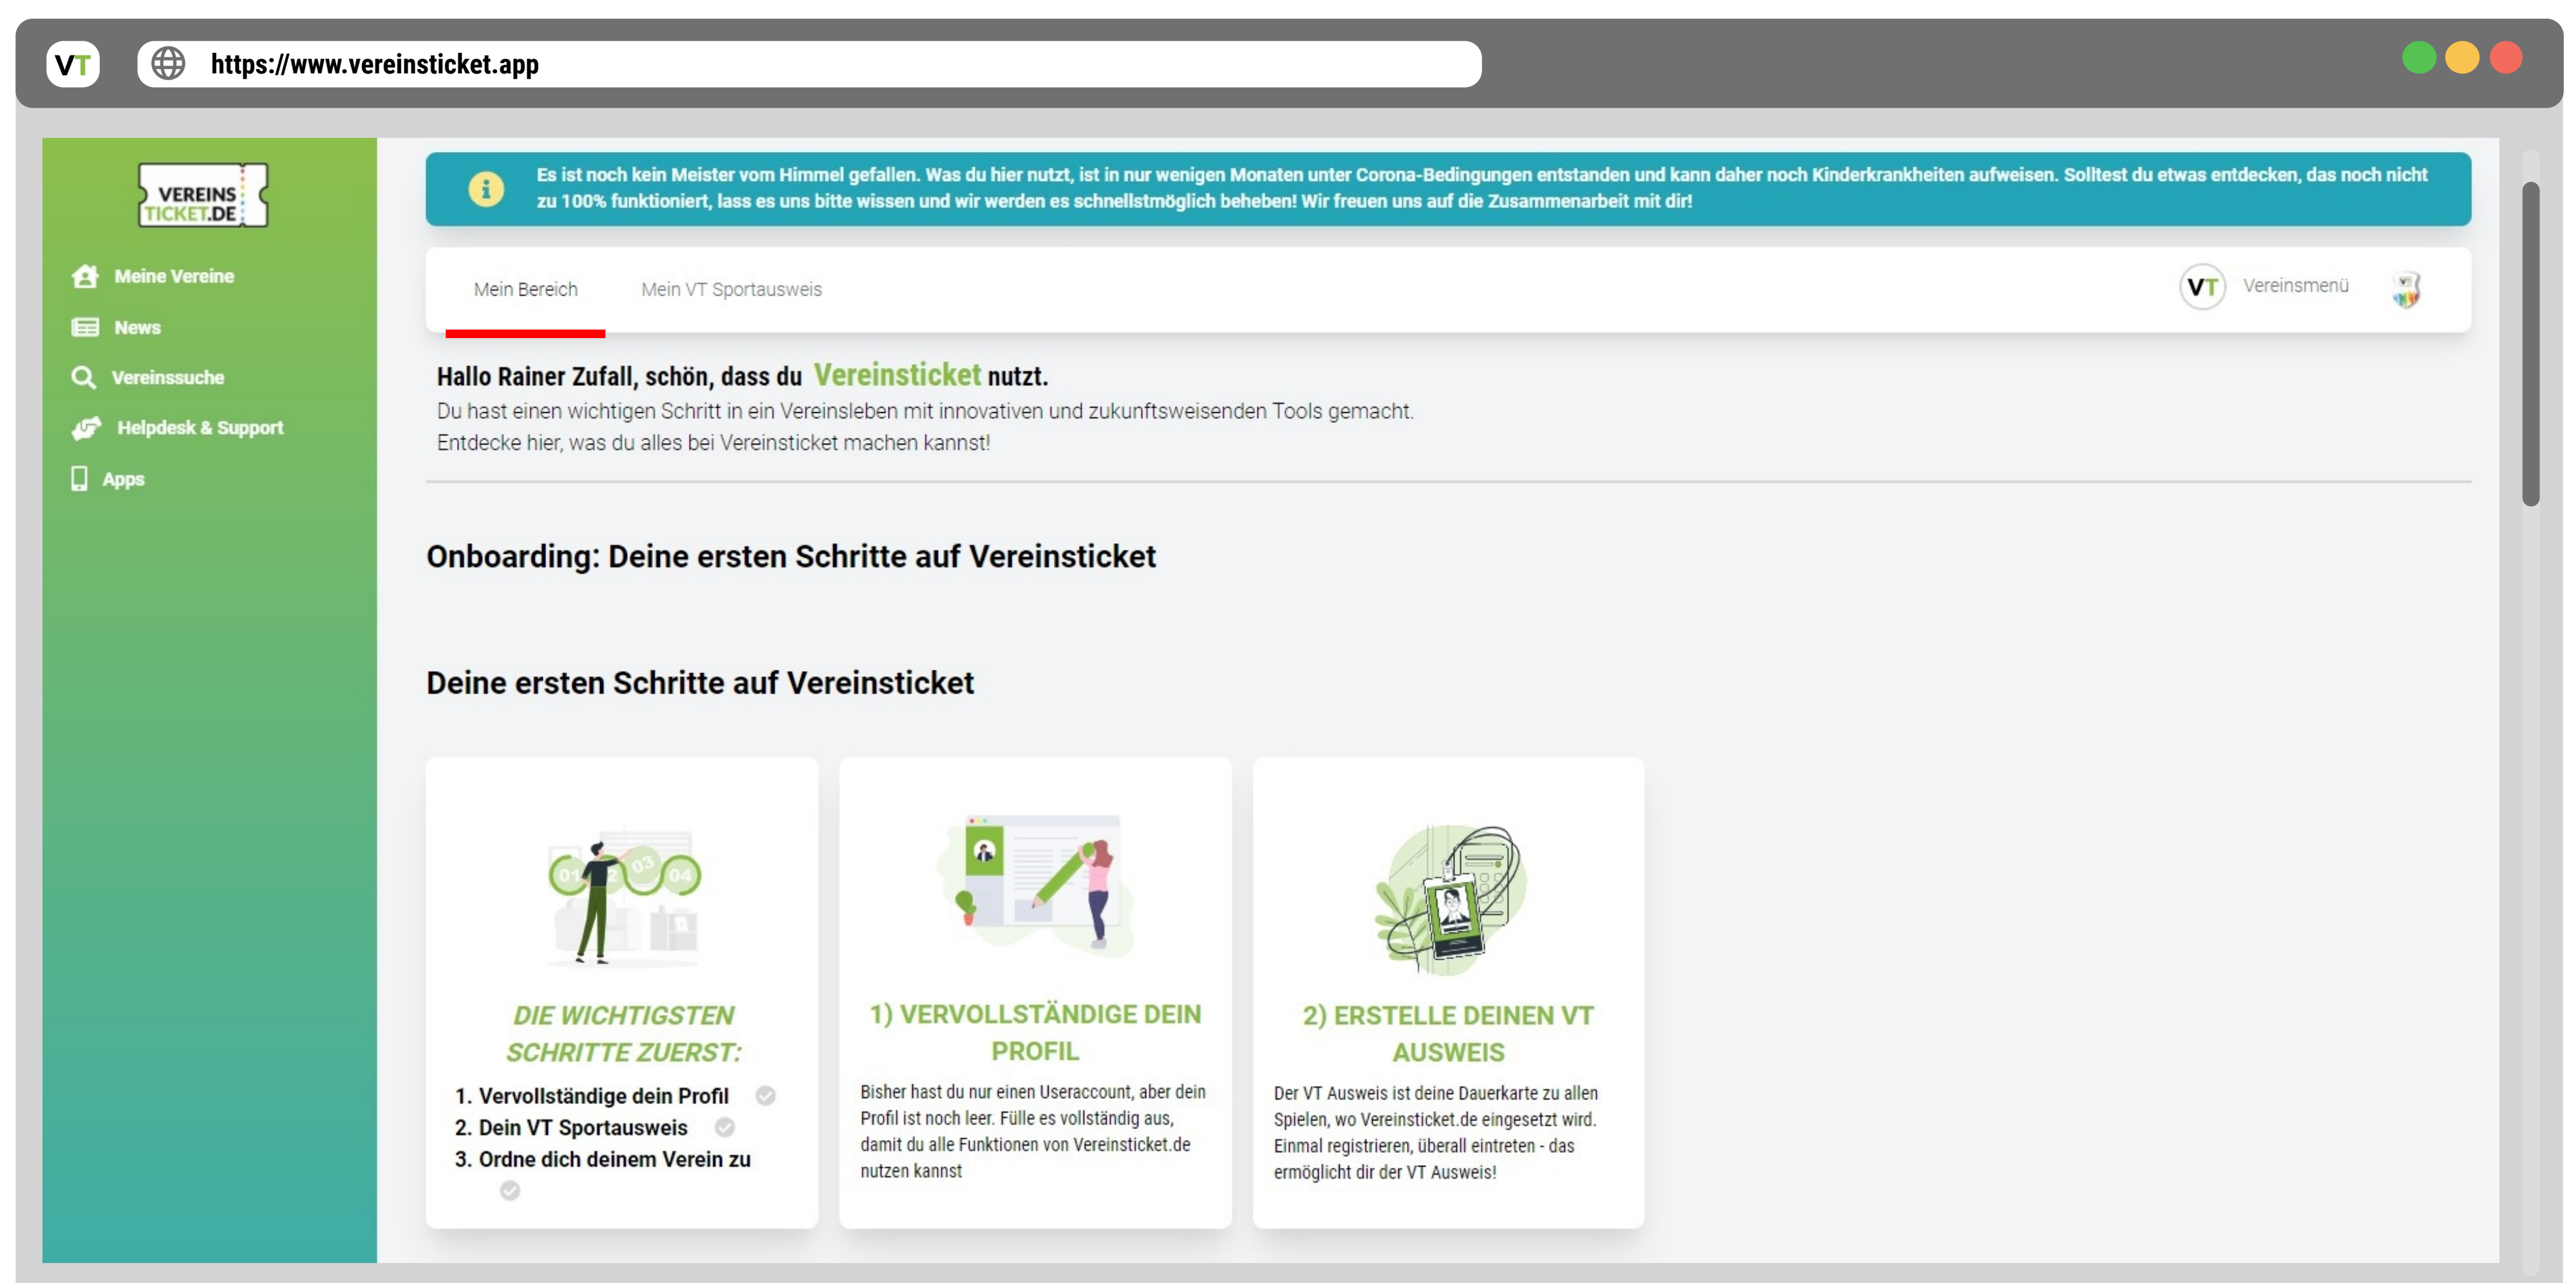 VT
https://www.vereinsticket.app
VEREINS
TICKET.DE
Meine Vereine
News
Vereinssuche
Helpdesk & Support
Apps
Es ist noch kein Meister vom Himmel gefallen. Was du hier nutzt, ist in nur wenigen Monaten unter Corona-Bedingungen entstanden und kann daher noch Kinderkrankheiten aufweisen. Solltest du etwas entdecken, das noch nicht
zu 100% funktioniert, lass es uns bitte wissen und wir werden es schnellstmöglich beheben! Wir freuen uns auf die Zusammenarbeit mit dir!
Mein Bereich
Mein VT Sportausweis
VT
Vereinsmenü
Hallo Rainer Zufall, schön, dass du Vereinsticket nutzt.
Du hast einen wichtigen Schritt in ein Vereinsleben mit innovativen und zukunftsweisenden Tools gemacht.
Entdecke hier, was du alles bei Vereinsticket machen kannst!
Onboarding: Deine ersten Schritte auf Vereinsticket
Deine ersten Schritte auf Vereinsticket
01 2 03 04
DIE WICHTIGSTEN
SCHRITTE ZUERST:
1. Vervollständige dein Profil
2. Dein VT Sportausweis
3. Ordne dich deinem Verein zu
1) VERVOLLSTÄNDIGE DEIN
PROFIL
Bisher hast du nur einen Useraccount, aber dein
Profil ist noch leer. Fülle es vollständig aus,
damit du alle Funktionen von Vereinsticket.de
nutzen kannst
2) ERSTELLE DEINEN VT
AUSWEIS
Der VT Ausweis ist deine Dauerkarte zu allen
Spielen, wo Vereinsticket.de eingesetzt wird.
Einmal registrieren, überall eintreten - das
ermöglicht dir der VT Ausweis!